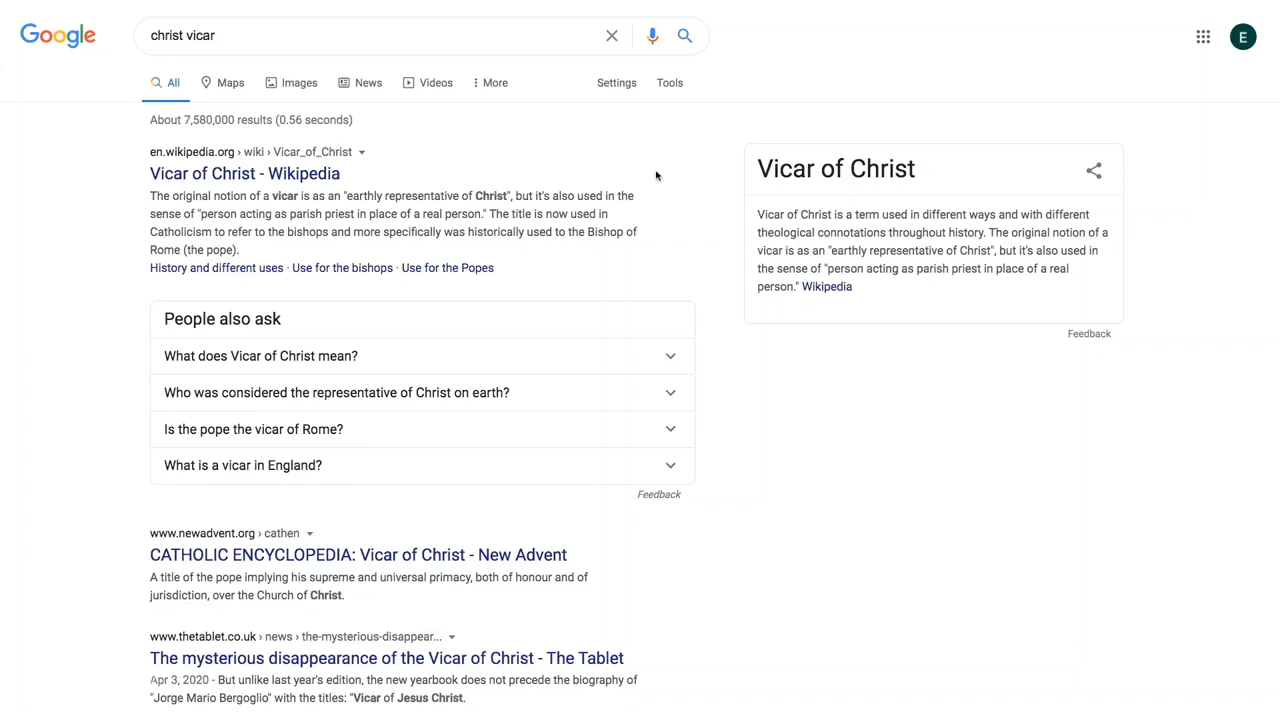 Google
christ vicar
E
All Maps Images News Videos More Settings Tools
About 7,580,000 results (0.56 seconds)
en.wikipedia.org › wiki › Vicar_of_Christ
Vicar of Christ - Wikipedia
The original notion of a vicar is as an "earthly representative of Christ", but it's also used in the
sense of "person acting as parish priest in place of a real person." The title is now used in
Catholicism to refer to the bishops and more specifically was historically used to the Bishop of
Rome (the pope).
History and different uses · Use for the bishops · Use for the Popes
People also ask
What does Vicar of Christ mean?
Who was considered the representative of Christ on earth?
Is the pope the vicar of Rome?
What is a vicar in England?
Feedback
www.newadvent.org › cathen
CATHOLIC ENCYCLOPEDIA: Vicar of Christ - New Advent
A title of the pope implying his supreme and universal primacy, both of honour and of
jurisdiction, over the Church of Christ.
www.thetablet.co.uk › news › the-mysterious-disappear...
The mysterious disappearance of the Vicar of Christ - The Tablet
Apr 3, 2020 - But unlike last year's edition, the new yearbook does not precede the biography of
"Jorge Mario Bergoglio" with the titles: "Vicar of Jesus Christ.
Vicar of Christ
Vicar of Christ is a term used in different ways and with different
theological connotations throughout history. The original notion of a
vicar is as an "earthly representative of Christ", but it's also used in
the sense of "person acting as parish priest in place of a real
person." Wikipedia
Feedback